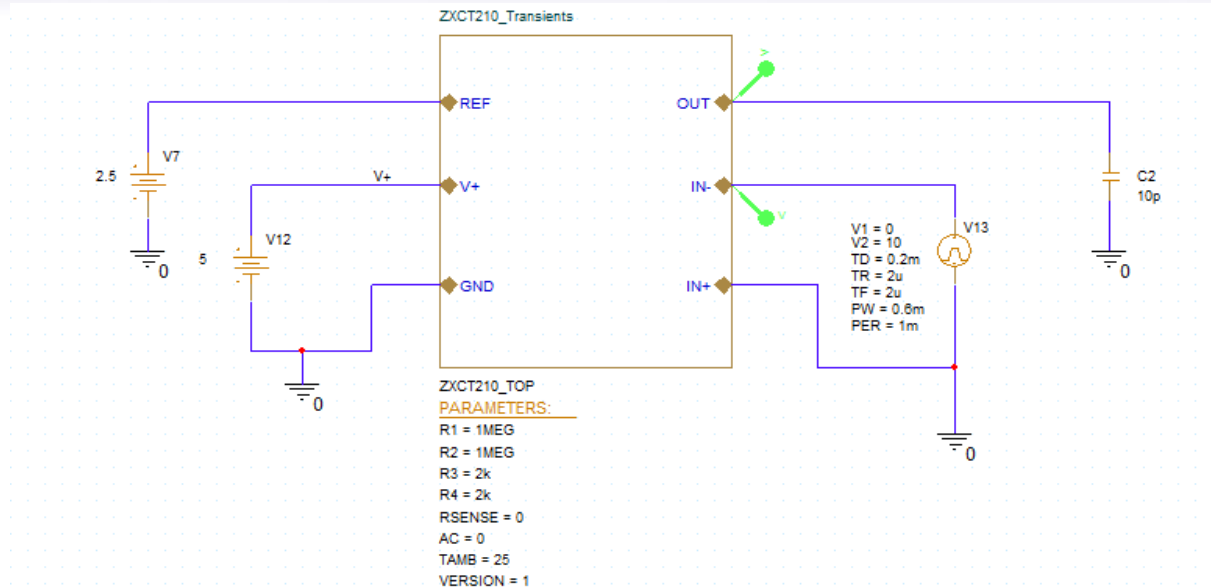 ZXCT210_Transients
REF
OUT
V7
2.5
V+
V+
IN-
V
C2
10p
V12
5
V1 = 0
V2 = 10
TD = 0.2m
TR = 2u
TF = 2u
PW = 0.6m
PER = 1m
V13
0
0
GND
IN+
0
0
ZXCT210_TOP
PARAMETERS:
R1 = 1MEG
R2 = 1MEG
R3 = 2k
R4 = 2k
RSENSE = 0
AC = 0
TAMB = 25
VERSION = 1